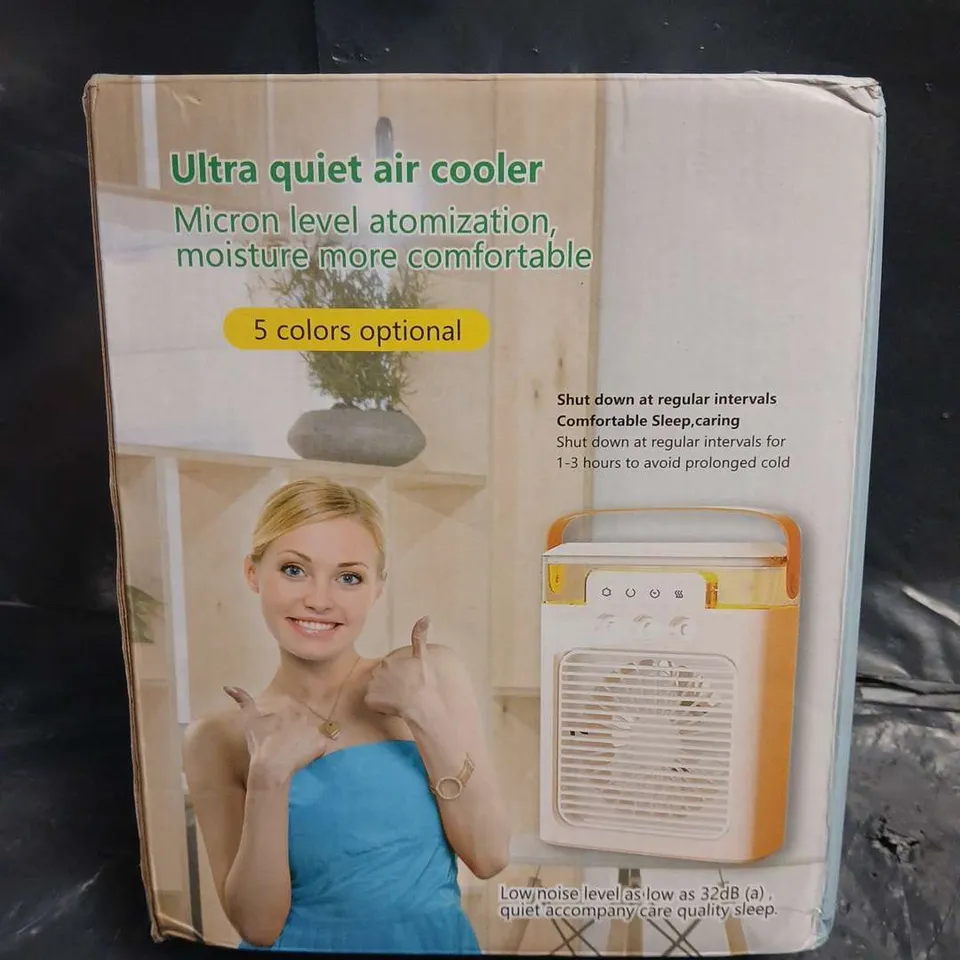 Ultra quiet air cooler
Micron level atomization,
moisture more comfortable
5 colors optional
Shut down at regular intervals
Comfortable Sleep,caring
Shut down at regular intervals for
1-3 hours to avoid prolonged cold
Low noise level as low as 32dB (a) ,
quiet accompany care quality sleep.